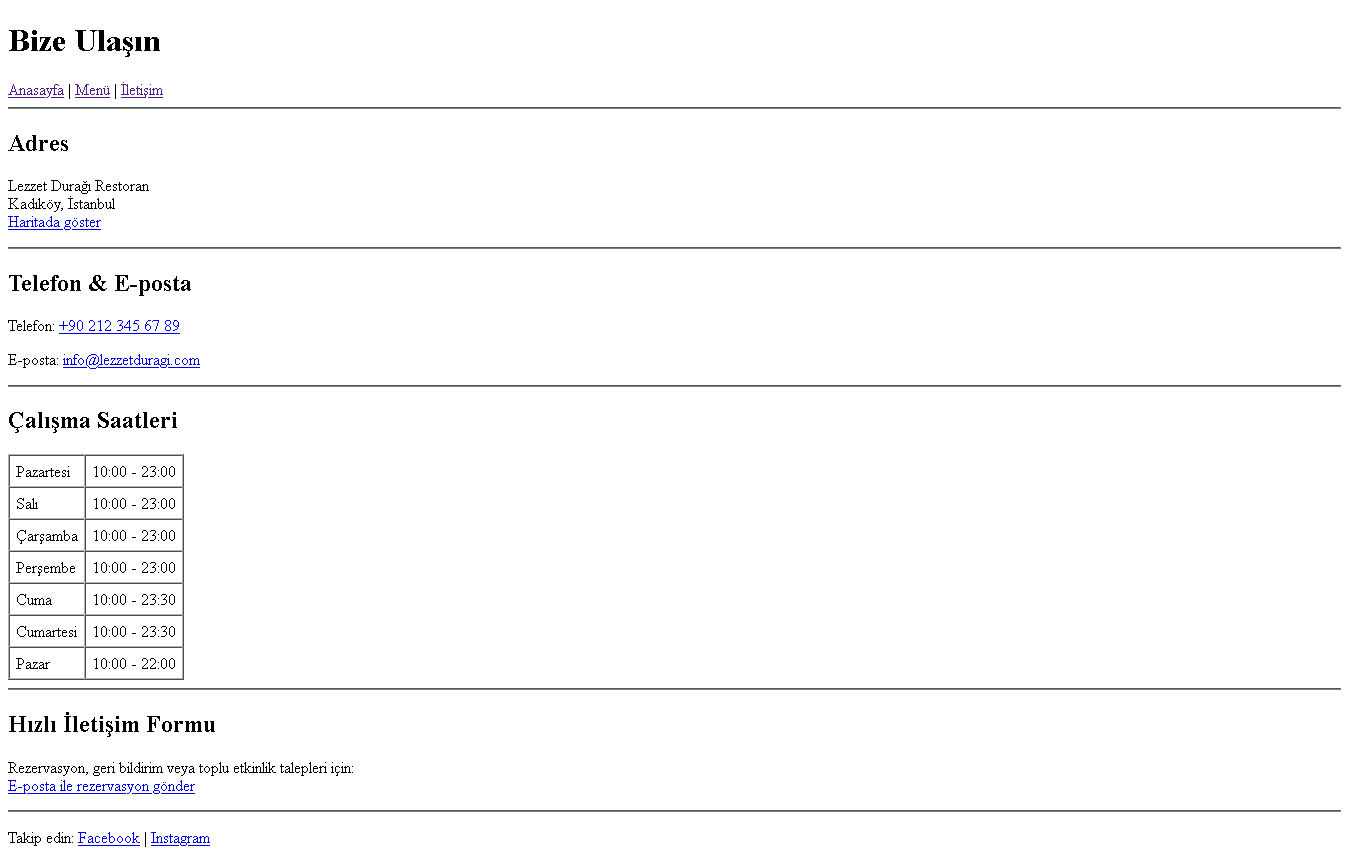 Bize Ulaşın
Anasayfa | Menü | İletişim
Adres
Lezzet Durağı Restoran
Kadıköy, İstanbul
Haritada göster
Telefon & E-posta
Telefon: +90 212 345 67 89
E-posta: info@lezzetduragi.com
Çalışma Saatleri
Pazartesi 10:00 - 23:00
Salı 10:00 - 23:00
Çarşamba 10:00 - 23:00
Perşembe 10:00 - 23:00
Cuma 10:00 - 23:30
Cumartesi 10:00 - 23:30
Pazar 10:00 - 22:00
Hızlı İletişim Formu
Rezervasyon, geri bildirim veya toplu etkinlik talepleri için:
E-posta ile rezervasyon gönder
Takip edin: Facebook | Instagram